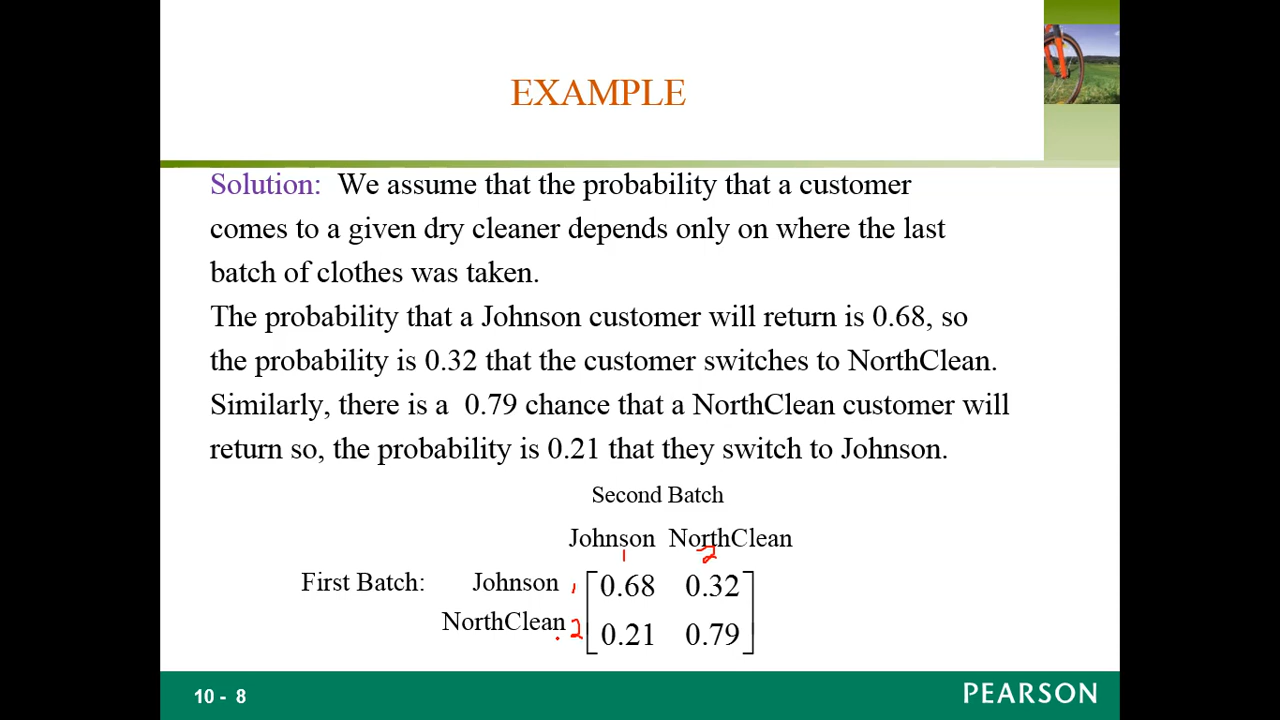 EXAMPLE
Solution: We assume that the probability that a customer
comes to a given dry cleaner depends only on where the last
batch of clothes was taken.
The probability that a Johnson customer will return is 0.68, so
the probability is 0.32 that the customer switches to NorthClean.
Similarly, there is a 0.79 chance that a NorthClean customer will
return so, the probability is 0.21 that they switch to Johnson.
Second Batch
Johnson NorthClean
1 2
First Batch: Johnson 1 [0.68 0.32
NorthClean 2 0.21 0.79]
10 - 8
PEARSON